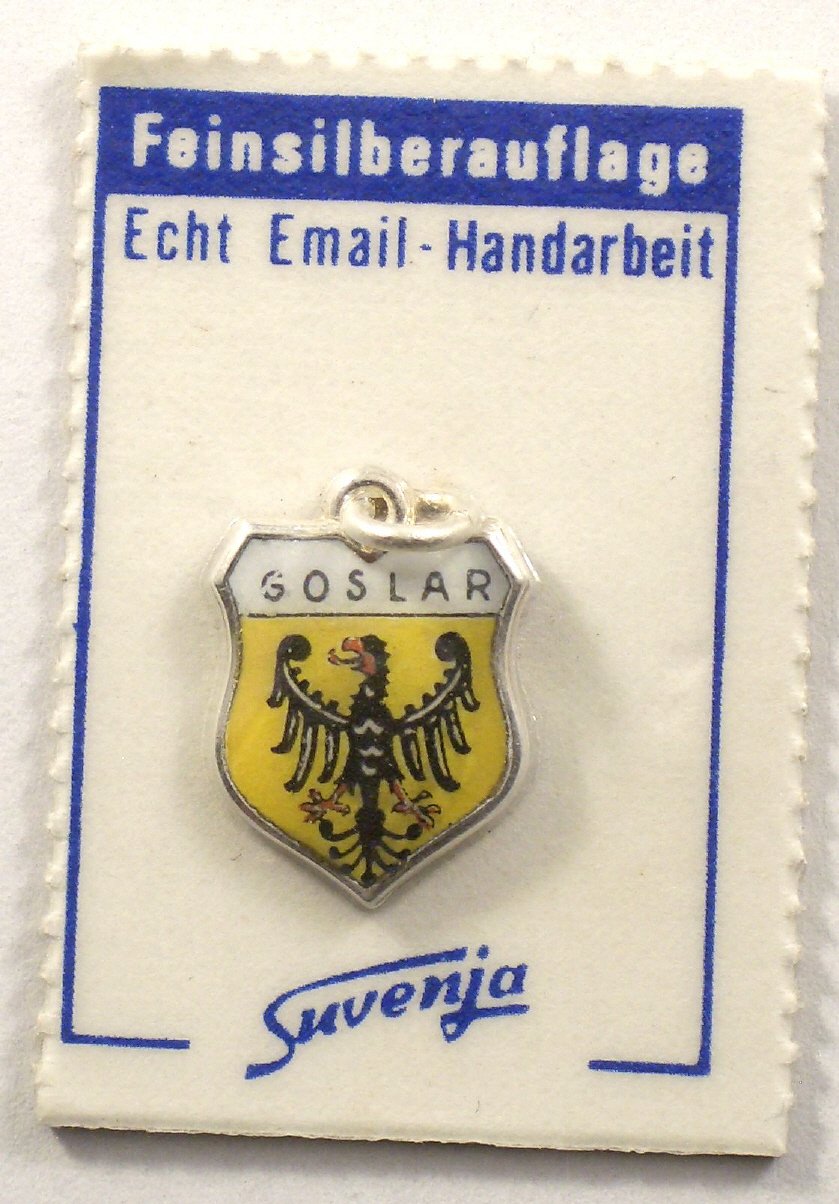 Feinsilberauflage
Echt Email-Handarbeit
GOSLAR
Suvenja